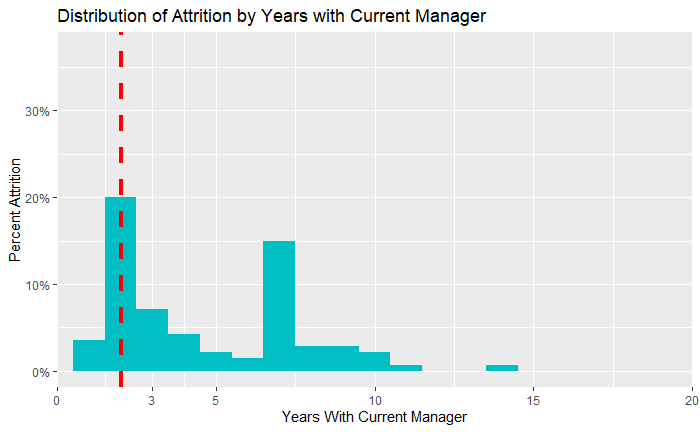 Distribution of Attrition by Years with Current Manager
Percent Attrition
30%
20%
10%
0%
0 3 5 10 15 20
Years With Current Manager